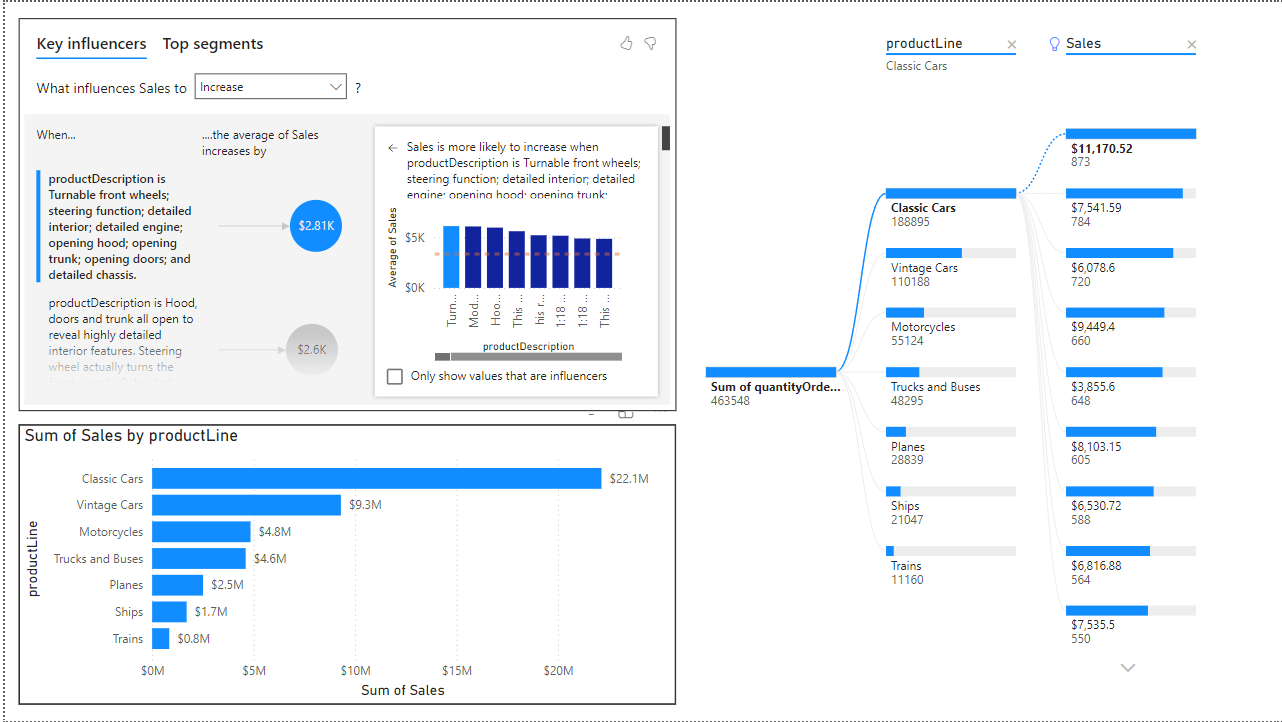 Key influencers Top segments
What influences Sales to Increase ?
When...
....the average of Sales
increases by
productDescription is
Turnable front wheels;
steering function; detailed
interior; detailed engine;
opening hood; opening
trunk; opening doors; and
detailed chassis.
$2.81K
productDescription is Hood,
doors and trunk all open to
reveal highly detailed
interior features. Steering
wheel actually turns the
$2.6K
Sales is more likely to increase when
productDescription is Turnable front wheels;
steering function; detailed interior; detailed
engine; opening hood; opening trunk;
Average of Sales
$5K
$0K
Turn...
Mod...
Hoo...
This ...
his r...
1:18 ...
1:18 ...
This ...
productDescription
Only show values that are influencers
Sum of Sales by productLine
productLine
Classic Cars $22.1M
Vintage Cars $9.3M
Motorcycles $4.8M
Trucks and Buses $4.6M
Planes $2.5M
Ships $1.7M
Trains $0.8M
$0M $5M $10M $15M $20M
Sum of Sales
Sum of quantityOrde...
463548
productLine
Classic Cars
Classic Cars
188895
Vintage Cars
110188
Motorcycles
55124
Trucks and Buses
48295
Planes
28839
Ships
21047
Trains
11160
Sales
$11,170.52
873
$7,541.59
784
$6,078.6
720
$9,449.4
660
$3,855.6
648
$8,103.15
605
$6,530.72
588
$6,816.88
564
$7,535.5
550